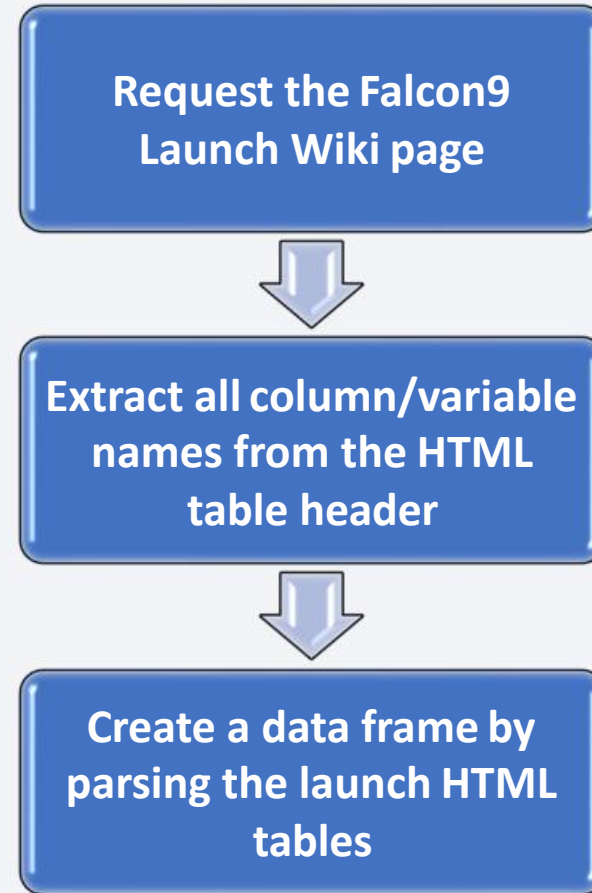 Request the Falcon9
Launch Wiki page
Extract all column/variable
names from the HTML
table header
Create a data frame by
parsing the launch HTML
tables